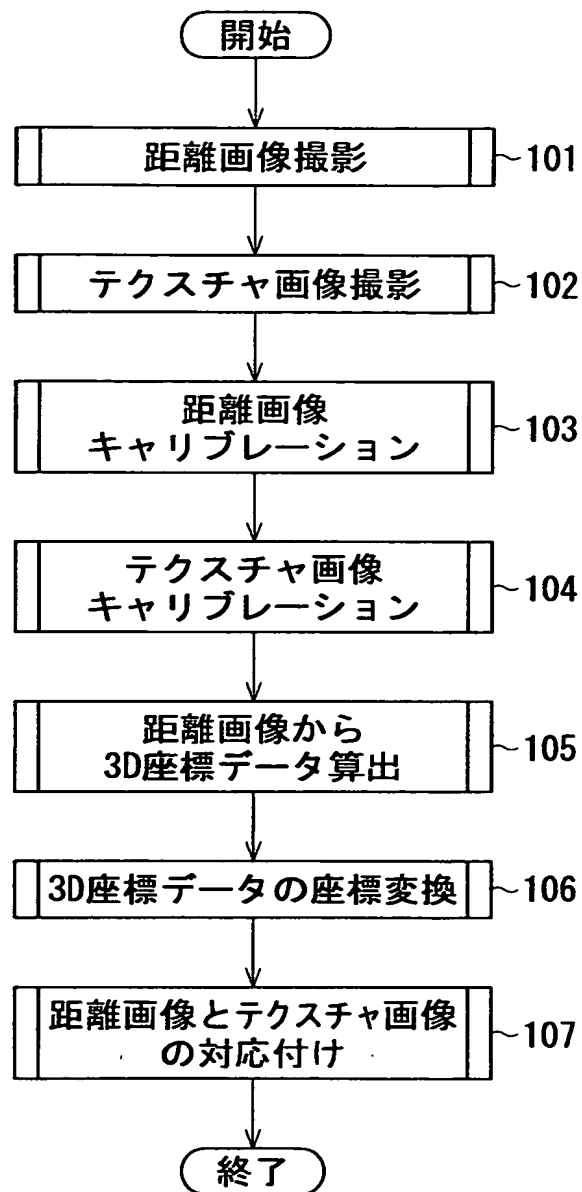 開始
距離画像撮影
101
テクスチャ画像撮影
102
距離画像
キャリブレーション
103
テクスチャ画像
キャリブレーション
104
距離画像から
3D座標データ算出
105
3D座標データの座標変換
106
距離画像とテクスチャ画像
の対応付け
107
終了